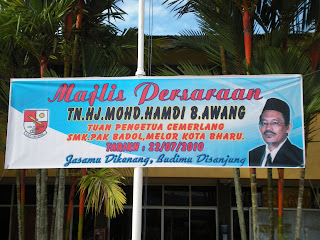 Majlis Persaraan
TN.HJ.MOHD.HAMDI B.AWANG
TUAN PENGETUA CEMERLANG
SMK.PAK BADOL,MELOR KOTA BHARU.
TARIKH : 22/07/2010
Jasamu Dikenang, Budimu Disanjung